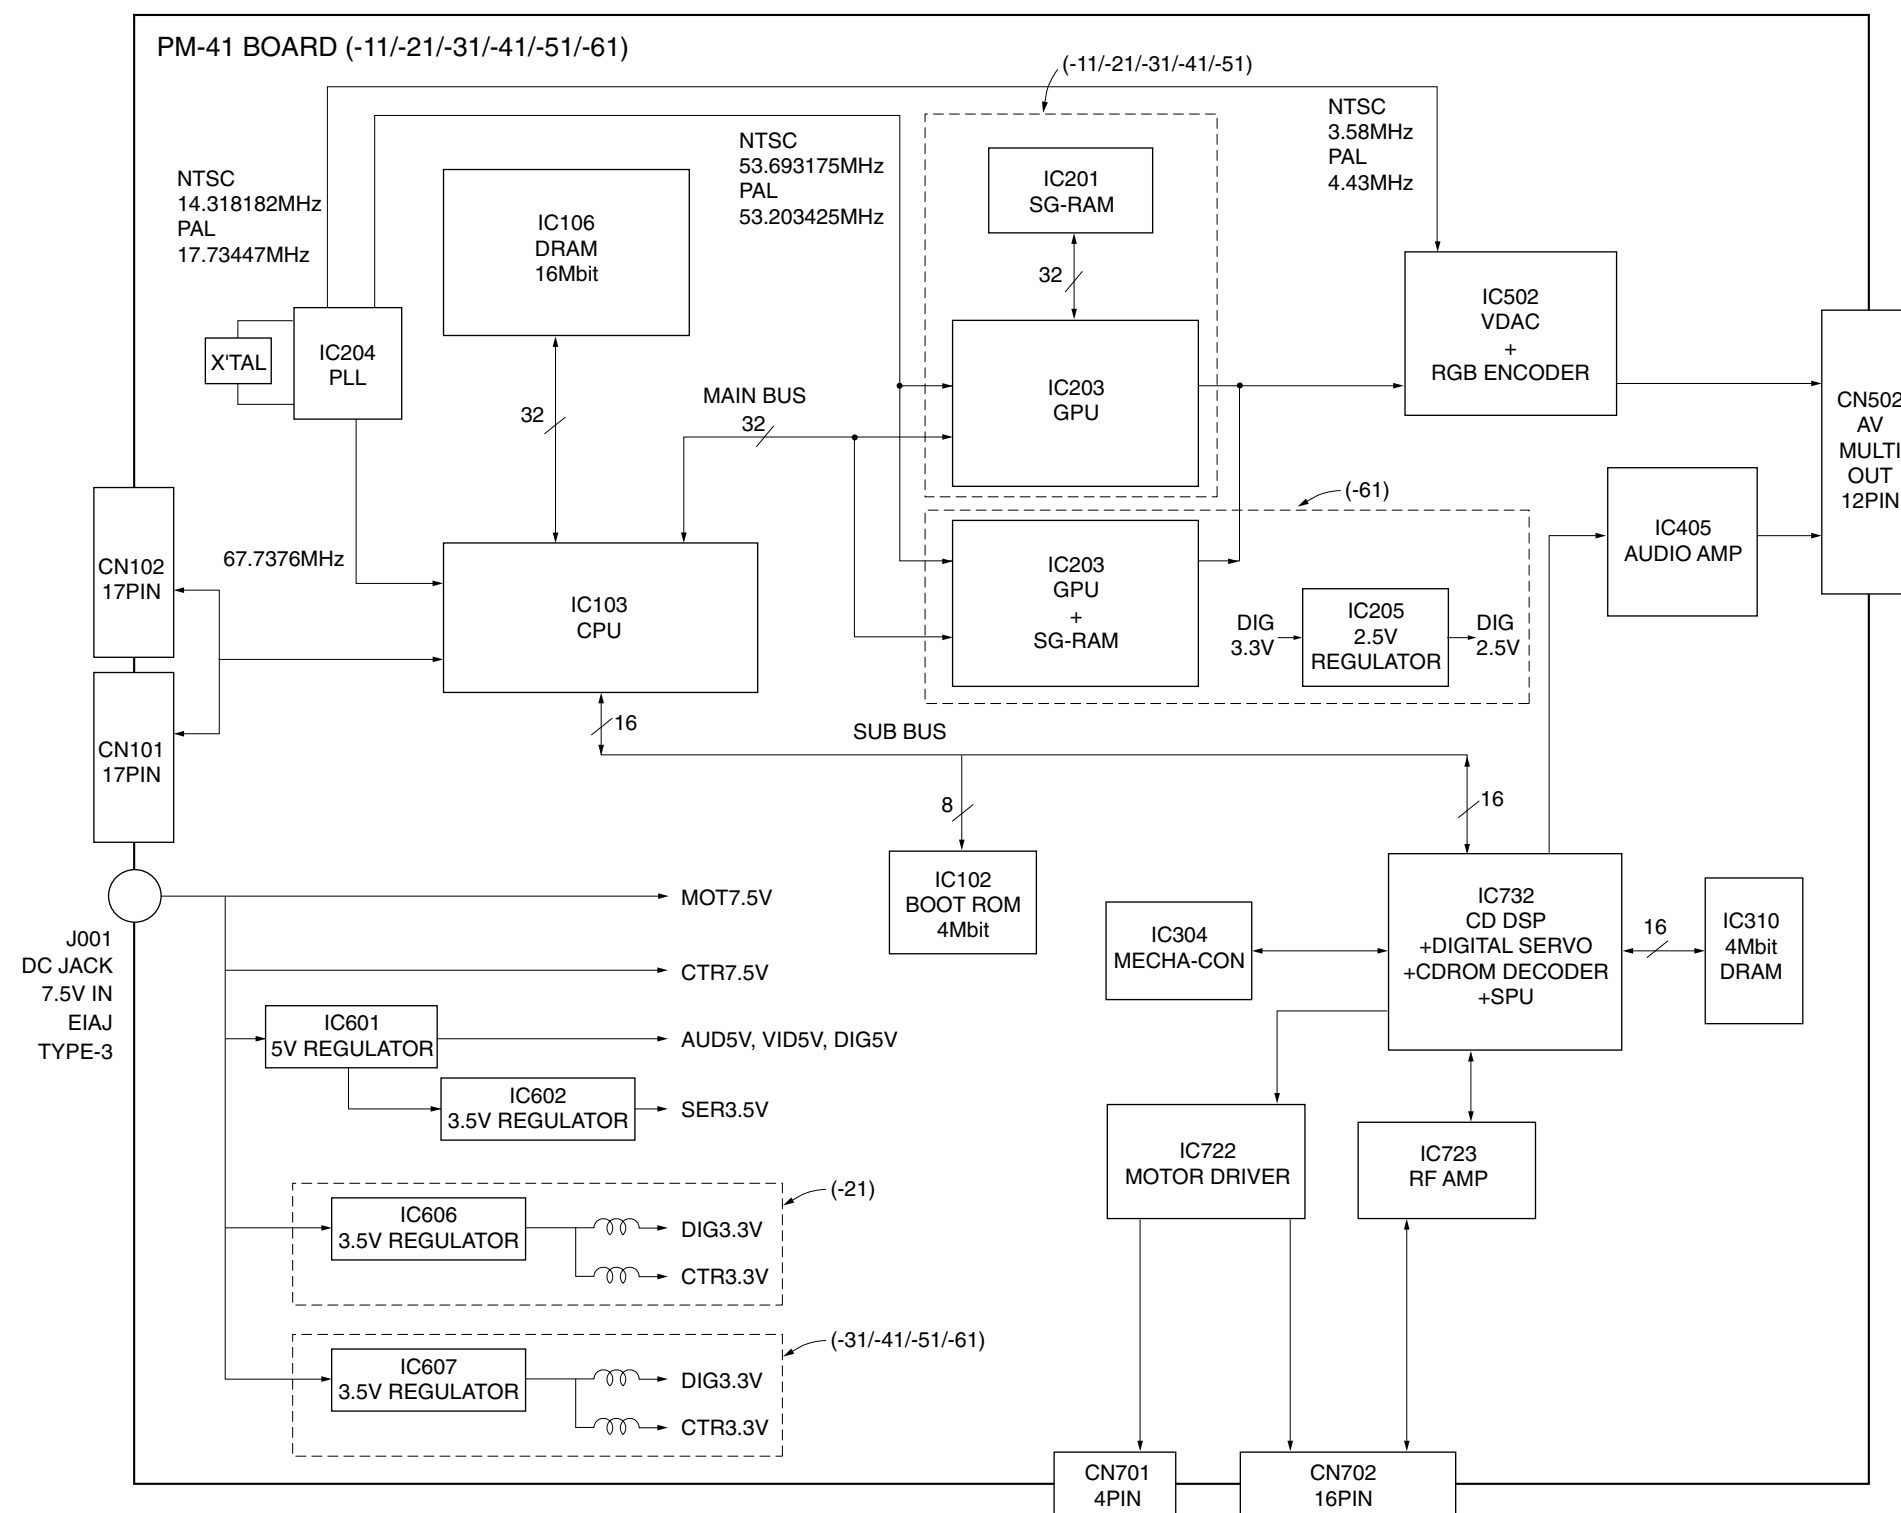 PM-41 BOARD (-11/-21/-31/-41/-51/-61)
(-11/-21/-31/-41/-51)
NTSC
14.318182MHz
PAL
17.73447MHz
NTSC
53.693175MHz
PAL
53.203425MHz
NTSC
3.58MHz
PAL
4.43MHz
IC106
DRAM
16Mbit
IC201
SG-RAM
32
X'TAL
IC204
PLL
32
MAIN BUS
32
IC203
GPU
IC502
VDAC
+
RGB ENCODER
CN502
AV
MULTI
OUT
12PIN
(-61)
IC405
AUDIO AMP
CN102
17PIN
67.7376MHz
IC103
CPU
IC203
GPU
+
SG-RAM
DIG
3.3V
IC205
2.5V
REGULATOR
DIG
2.5V
CN101
17PIN
16
SUB BUS
8
16
J001
DC JACK
7.5V IN
EIAJ
TYPE-3
MOT7.5V
CTR7.5V
IC601
5V REGULATOR
AUD5V, VID5V, DIG5V
IC602
3.5V REGULATOR
SER3.5V
IC102
BOOT ROM
4Mbit
IC304
MECHA-CON
IC732
CD DSP
+DIGITAL SERVO
+CDROM DECODER
+SPU
16
IC310
4Mbit
DRAM
IC722
MOTOR DRIVER
IC723
RF AMP
(-21)
IC606
3.5V REGULATOR
DIG3.3V
CTR3.3V
(-31/-41/-51/-61)
IC607
3.5V REGULATOR
DIG3.3V
CTR3.3V
CN701
4PIN
CN702
16PIN